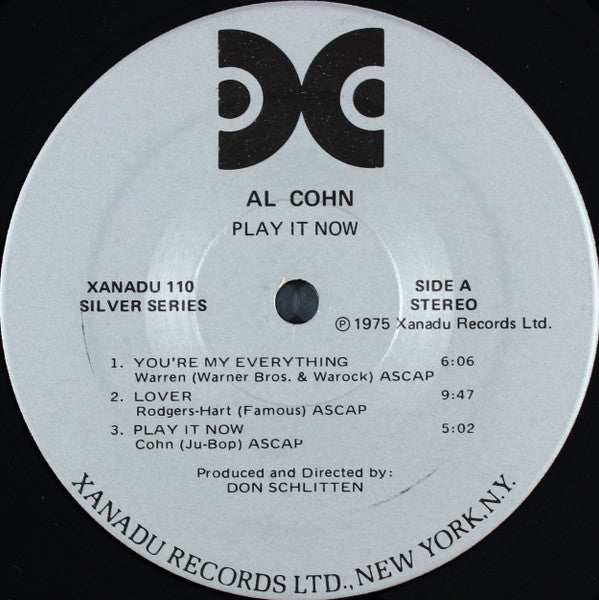 AL COHN
PLAY IT NOW
XANADU 110
SILVER SERIES
SIDE A
STEREO
℗ 1975 Xanadu Records Ltd.
1. YOU'RE MY EVERYTHING 6:06
Warren (Warner Bros. & Warock) ASCAP
2. LOVER 9:47
Rodgers-Hart (Famous) ASCAP
3. PLAY IT NOW 5:02
Cohn (Ju-Bop) ASCAP
Produced and Directed by:
DON SCHLITTEN
XANADU RECORDS LTD., NEW YORK, N.Y.